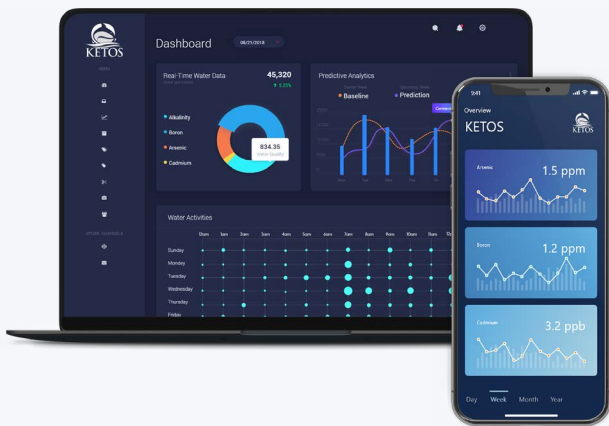 KETOS
Dashboard
08/21/2018
Real-Time Water Data
45,320
Alkalinity
Boron
Arsenic
Cadmium
834.35
Water Quality
Predictive Analytics
Baseline
Prediction
Water Activities
12am 1am 2am 3am 4am 5am 6am 7am 8am 9am 10am 11am
Sunday
Monday
Tuesday
Wednesday
Thursday
Friday
9:41
Overview
KETOS
KETOS
Arsenic
1.5 ppm
Boron
1.2 ppm
Cadmium
3.2 ppb
Day Week Month Year